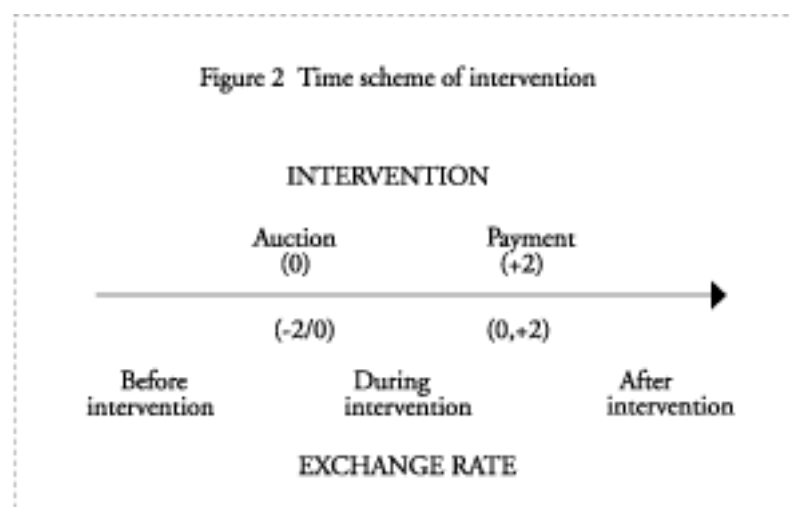 Figure 2 Time scheme of intervention
INTERVENTION
Auction Payment
(0) (+2)
(-2/0) (0,+2)
Before During After
intervention intervention intervention
EXCHANGE RATE